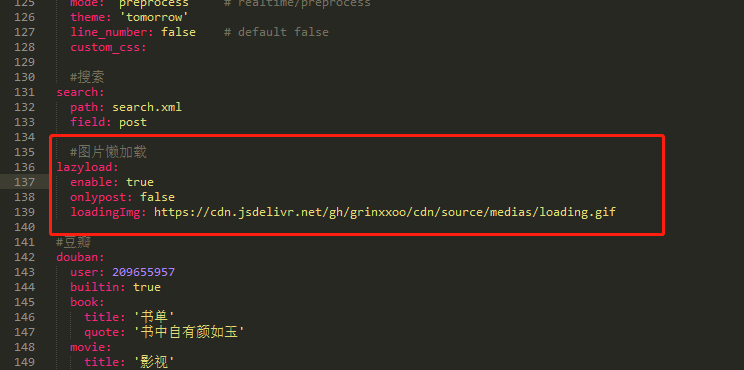 125 mode: 'preprocess' # realtime/preprocess
126 theme: 'tomorrow'
127 line_number: false # default false
128 custom_css:
129
130 #搜索
131 search:
132 path: search.xml
133 field: post
134
135 #图片懒加载
136 lazyload:
137 enable: true
138 onlypost: false
139 loadingImg: https://cdn.jsdelivr.net/gh/grinxxoo/cdn/source/medias/loading.gif
140
141 #豆瓣
142 douban:
143 user: 209655957
144 builtin: true
145 book:
146 title: '书单'
147 quote: '书中自有颜如玉'
148 movie:
149 title: '影视'